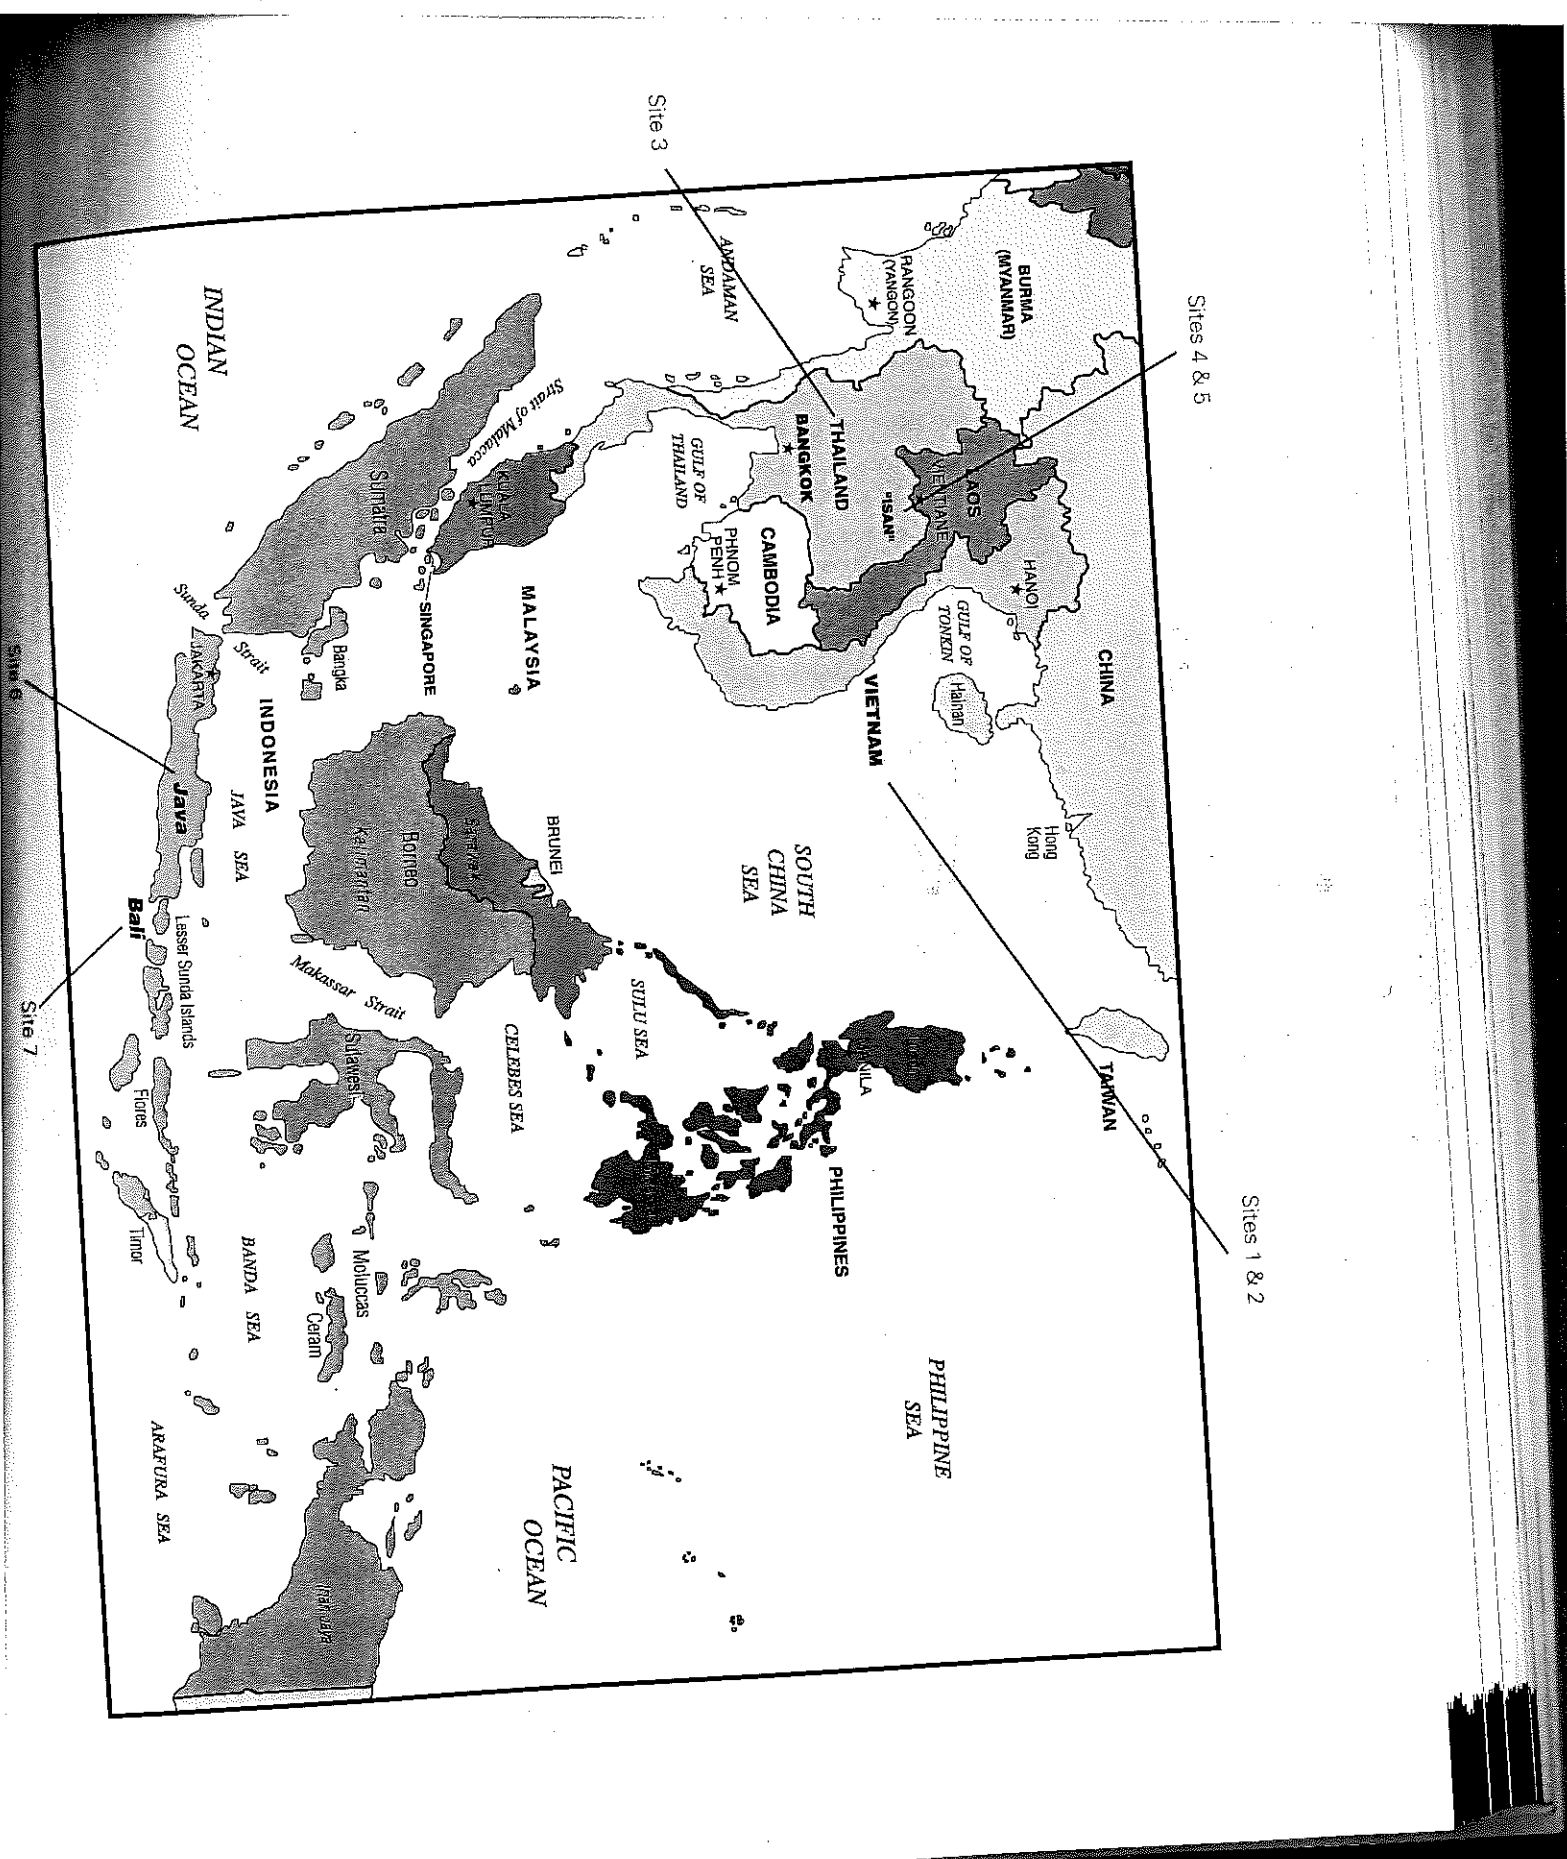 Sites 4 & 5
Sites 1 & 2
Site 3
BURMA
(MYANMAR)
CHINA
RANGOON
(YANGON)
LAOS
VIENTIANE
HANOI
GULF OF
TONKIN
Hainan
Hong
Kong
TAIWAN
ANDAMAN
SEA
THAILAND
BANGKOK
"ISAN"
VIETNAM
GULF OF
THAILAND
CAMBODIA
PHNOM
PENH
SOUTH
CHINA
SEA
MANILA
PHILIPPINES
PHILIPPINE
SEA
SULU SEA
Strait of Malacca
KUALA
LUMPUR
MALAYSIA
BRUNEI
CELEBES SEA
PACIFIC
OCEAN
Sumatra
SINGAPORE
Sarawak
Borneo
Kalimantan
Bangka
Makassar Strait
Sulawesi
Moluccas
Ceram
Irian Jaya
INDIAN
OCEAN
Sunda Strait
INDONESIA
JAKARTA
JAVA SEA
BANDA SEA
Java
Lesser Sunda Islands
Bali
Flores
Timor
ARAFURA SEA
Site 6
Site 7